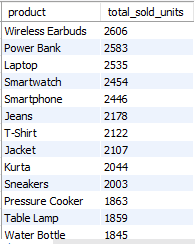 product total_sold_units
Wireless Earbuds 2606
Power Bank 2583
Laptop 2535
Smartwatch 2454
Smartphone 2446
Jeans 2178
T-Shirt 2122
Jacket 2107
Kurta 2044
Sneakers 2003
Pressure Cooker 1863
Table Lamp 1859
Water Bottle 1845